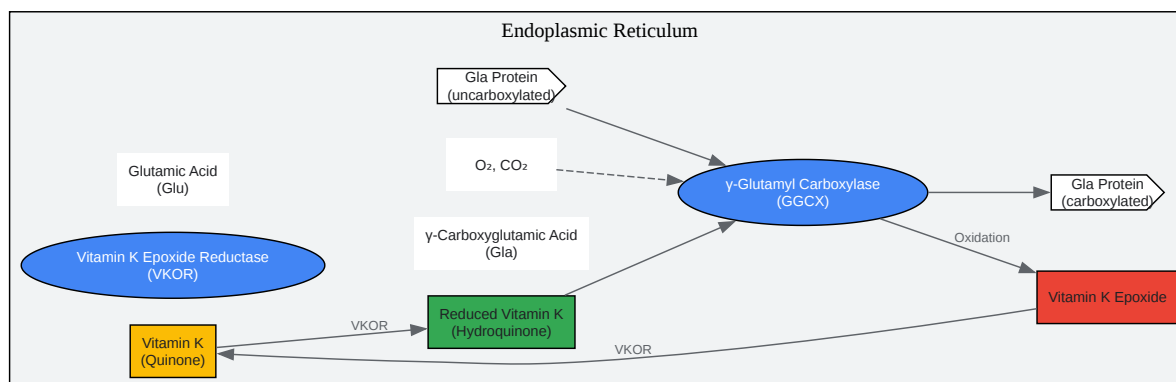 Endoplasmic Reticulum
Gla Protein
(uncarboxylated)
O₂, CO₂
Glutamic Acid
(Glu)
γ-Glutamyl Carboxylase
(GGCX)
Gla Protein
(carboxylated)
γ-Carboxyglutamic Acid
(Gla)
Oxidation
Vitamin K Epoxide Reductase
(VKOR)
Vitamin K Epoxide
Reduced Vitamin K
(Hydroquinone)
VKOR
Vitamin K
(Quinone)
VKOR